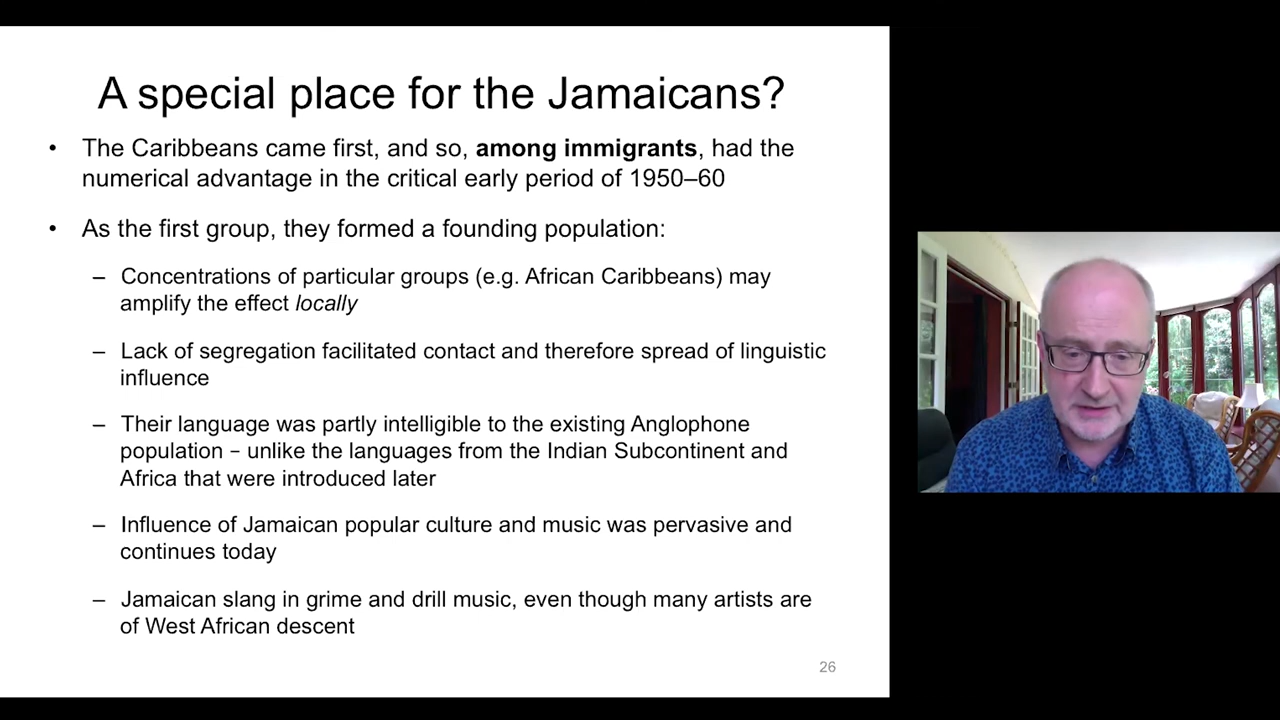 A special place for the Jamaicans?
• The Caribbeans came first, and so, among immigrants, had the
numerical advantage in the critical early period of 1950–60
• As the first group, they formed a founding population:
– Concentrations of particular groups (e.g. African Caribbeans) may
amplify the effect locally
– Lack of segregation facilitated contact and therefore spread of linguistic
influence
– Their language was partly intelligible to the existing Anglophone
population – unlike the languages from the Indian Subcontinent and
Africa that were introduced later
– Influence of Jamaican popular culture and music was pervasive and
continues today
– Jamaican slang in grime and drill music, even though many artists are
of West African descent
26